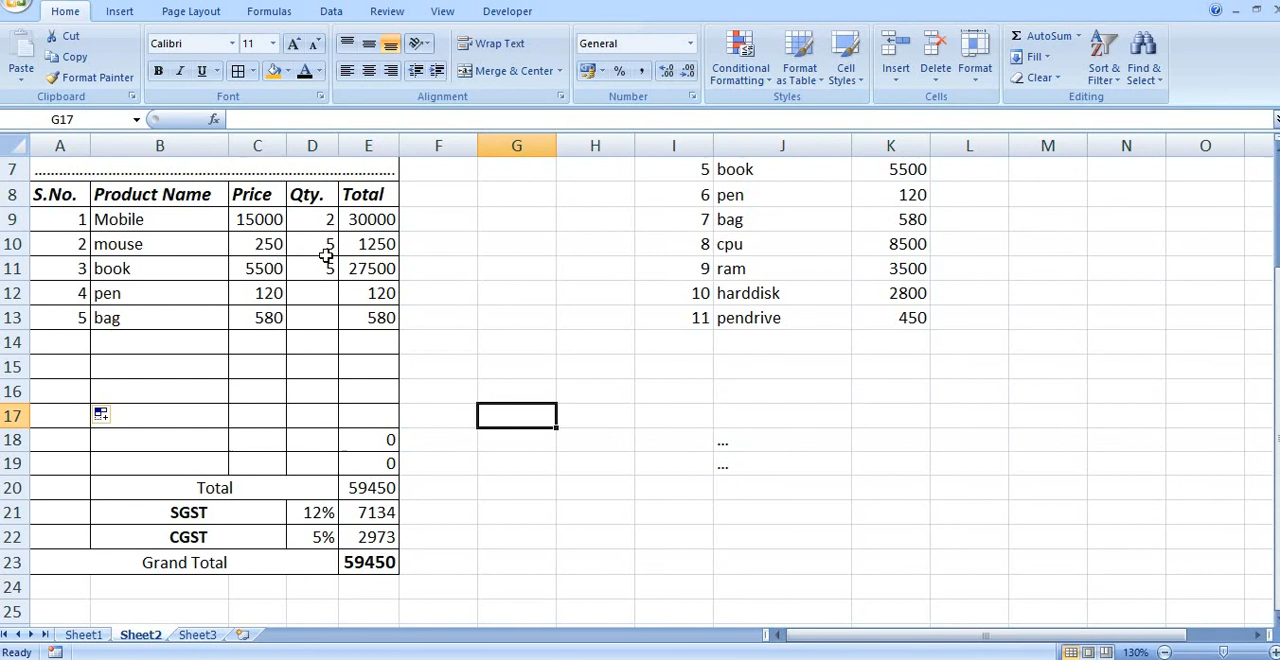 Home Insert Page Layout Formulas Data Review View Developer
Paste Cut Copy Format Painter
Calibri 11 B I U
Wrap Text Merge & Center
General % ,
Conditional Formatting Format as Table Cell Styles
Insert Delete Format
Σ AutoSum Fill Clear Sort & Filter Find & Select
Clipboard Font Alignment Number Styles Cells Editing
G17 fx
A B C D E F G H I J K L M N O
7 ........................................................................................ 5 book 5500
8 S.No. Product Name Price Qty. Total 6 pen 120
9 1 Mobile 15000 2 30000 7 bag 580
10 2 mouse 250 5 1250 8 cpu 8500
11 3 book 5500 5 27500 9 ram 3500
12 4 pen 120 120 10 harddisk 2800
13 5 bag 580 580 11 pendrive 450
14
15
16
17
18 0 ...
19 0 ...
20 Total 59450
21 SGST 12% 7134
22 CGST 5% 2973
23 Grand Total 59450
24
25
Sheet1 Sheet2 Sheet3
Ready 130%